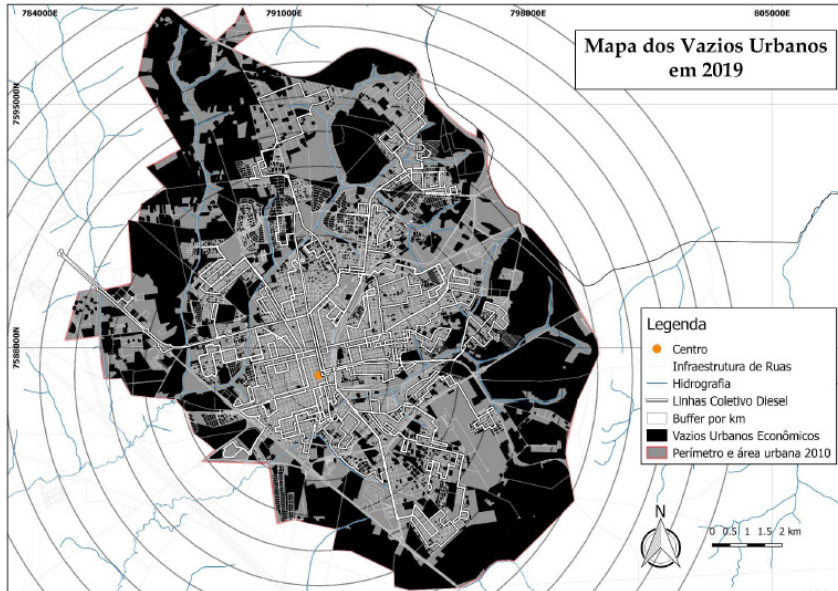 784000E
791000E
798000E
805000E
Mapa dos Vazios Urbanos
em 2019
7595000N
7588000N
Legenda
Centro
Infraestrutura de Ruas
Hidrografia
Linhas Coletivo Diesel
Buffer por km
Vazios Urbanos Econômicos
Perímetro e área urbana 2010
N
0 0.5 1 1.5 2 km